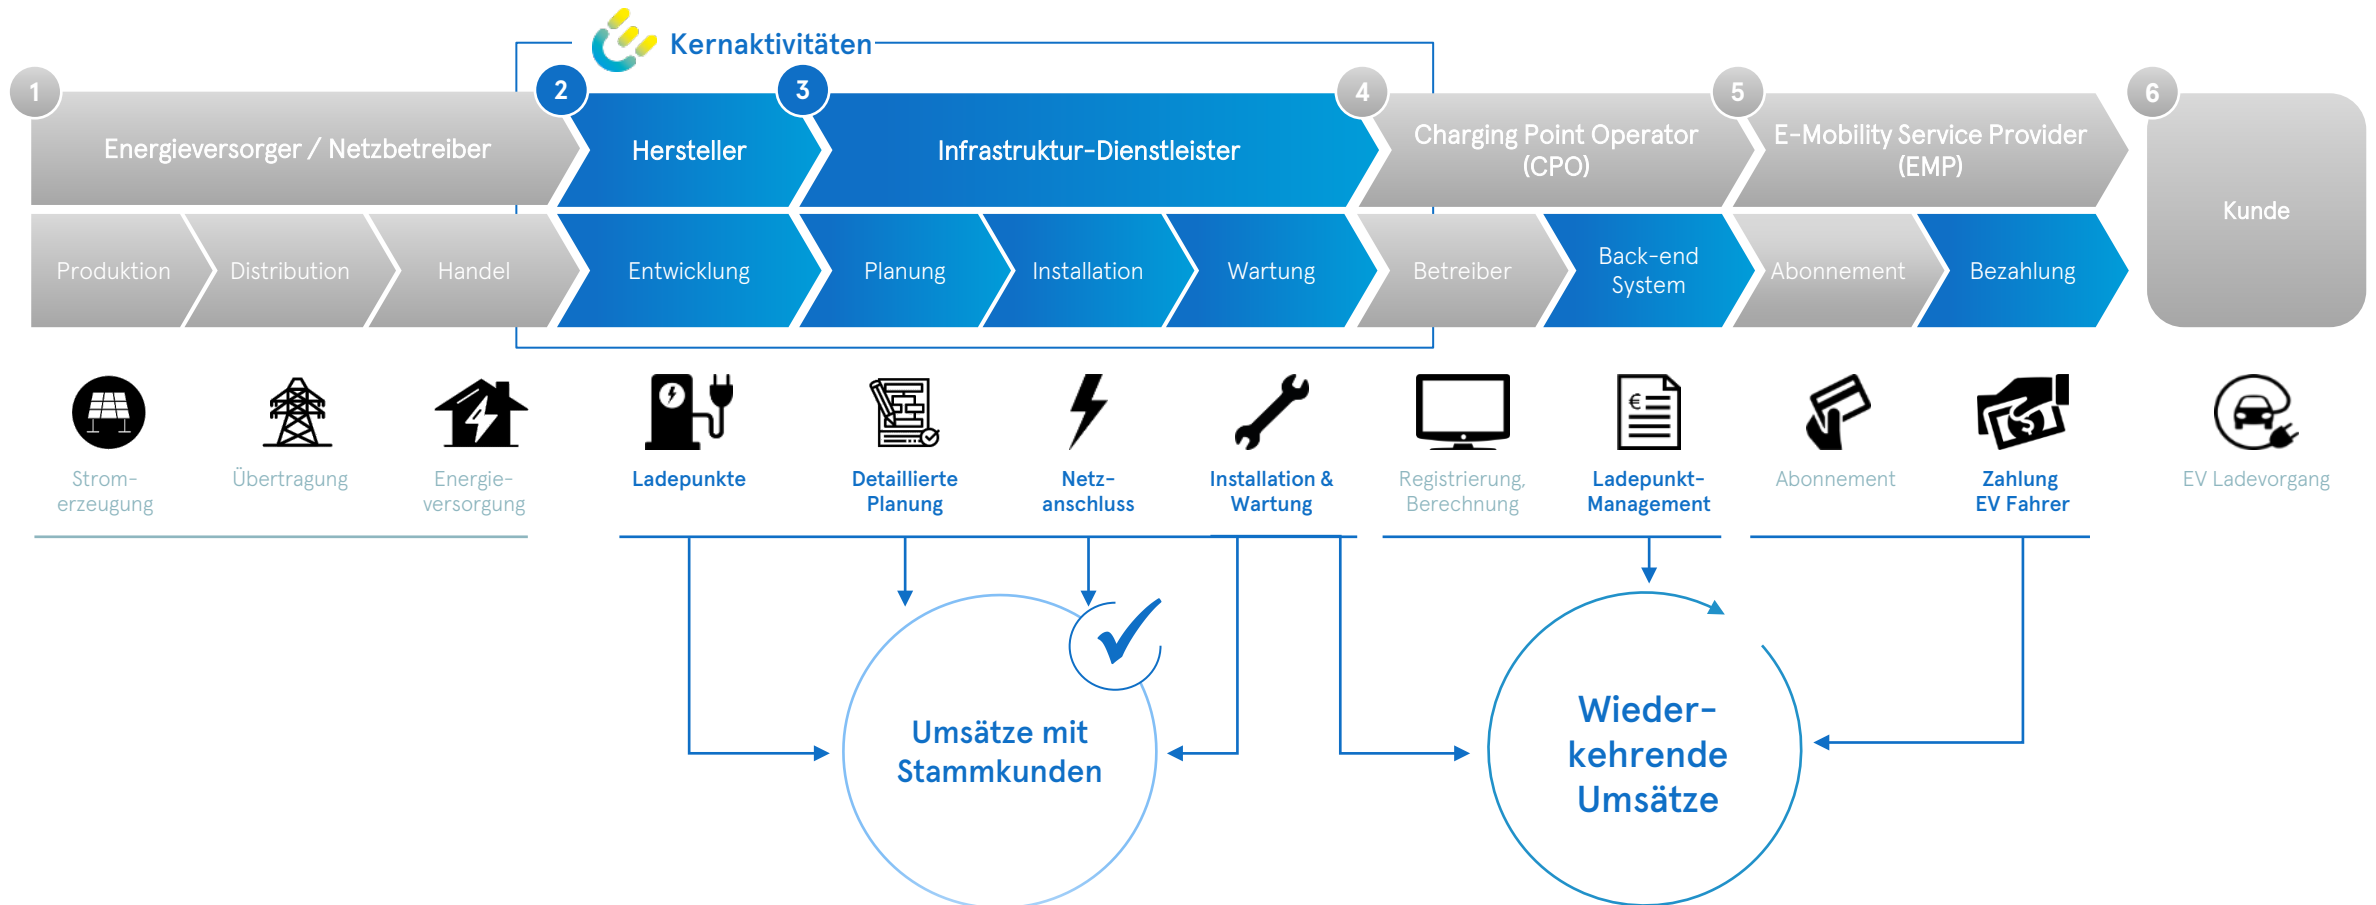 Kernaktivitäten
1
2
3
4
5
6
Energieversorger / Netzbetreiber
Hersteller
Infrastruktur-Dienstleister
Charging Point Operator
(CPO)
E-Mobility Service Provider
(EMP)
Kunde
Produktion
Distribution
Handel
Entwicklung
Planung
Installation
Wartung
Betreiber
Back-end
System
Abonnement
Bezahlung
Strom-
erzeugung
Übertragung
Energie-
versorgung
Ladepunkte
Detaillierte
Planung
Netz-
anschluss
Installation &
Wartung
Registrierung,
Berechnung
€
Ladepunkt-
Management
Abonnement
$
Zahlung
EV Fahrer
EV Ladevorgang
Umsätze mit
Stammkunden
Wieder-
kehrende
Umsätze